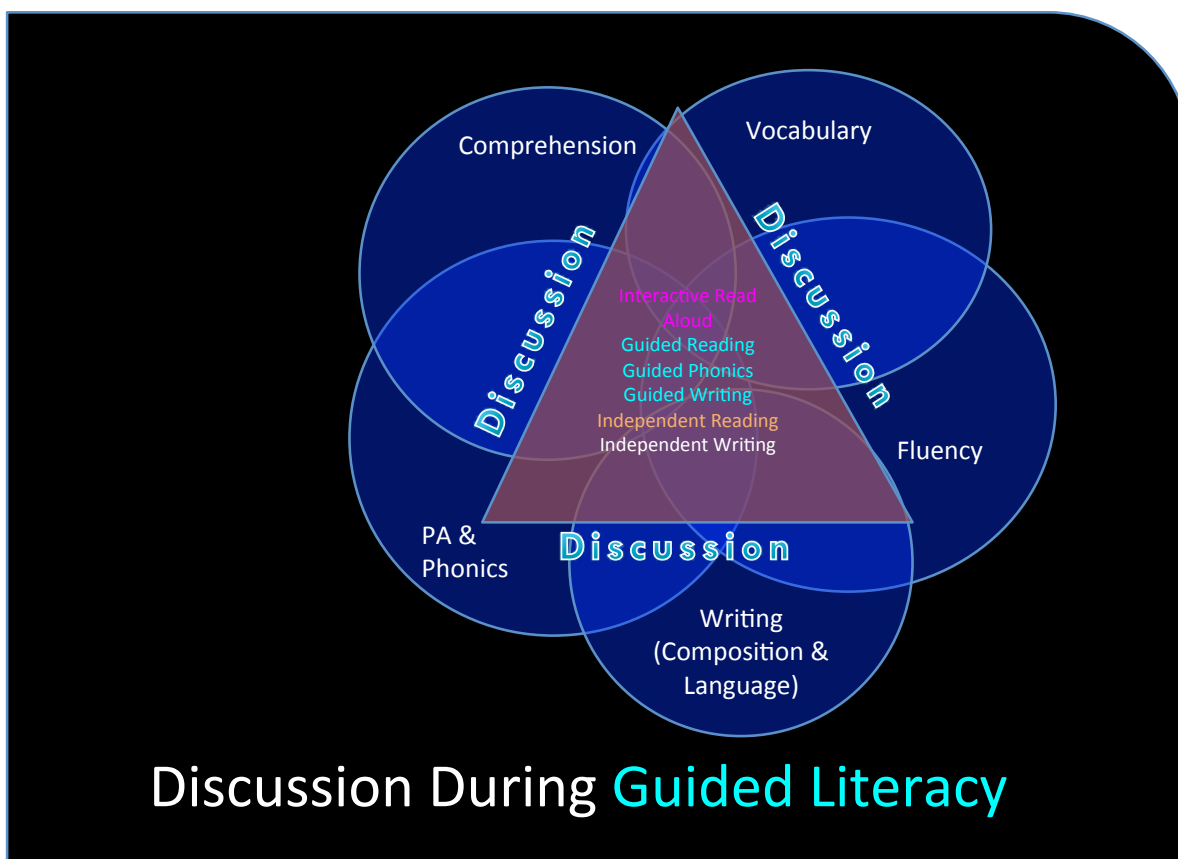 Comprehension
Vocabulary
Discussion
Discussion
Interactive Read
Aloud
Guided Reading
Guided Phonics
Guided Writing
Independent Reading
Independent Writing
Fluency
PA &
Phonics
Discussion
Writing
(Composition &
Language)
Discussion During Guided Literacy